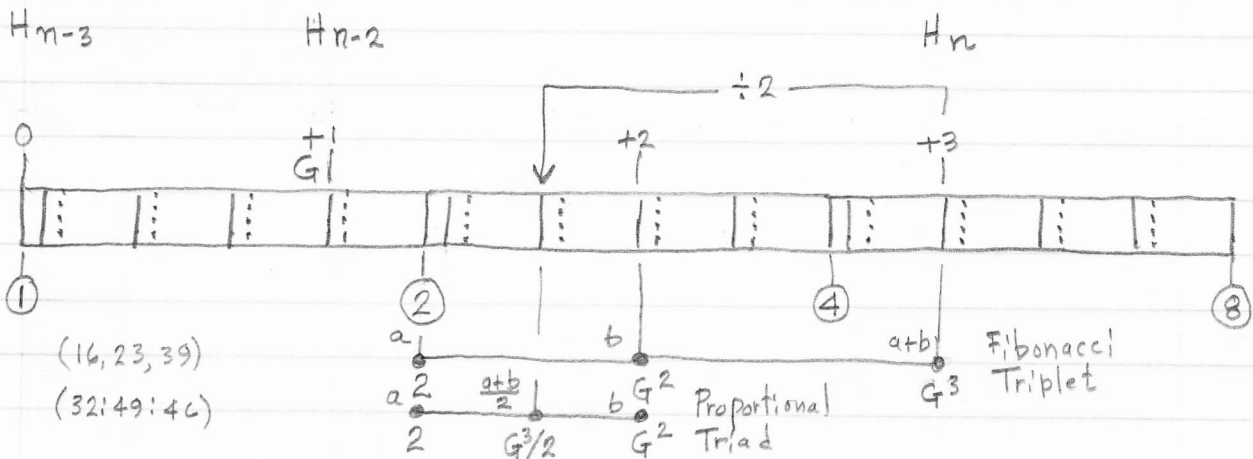 Hn-3 Hn-2 Hn
÷2
0 +1 +2 +3
G
① ② ④ ⑧
a b a+b Fibonacci
(16, 23, 39)
2 G² G³ Triplet
(32:49:46)
a a+b/2 b Proportional
2 G³/2 G² Triad